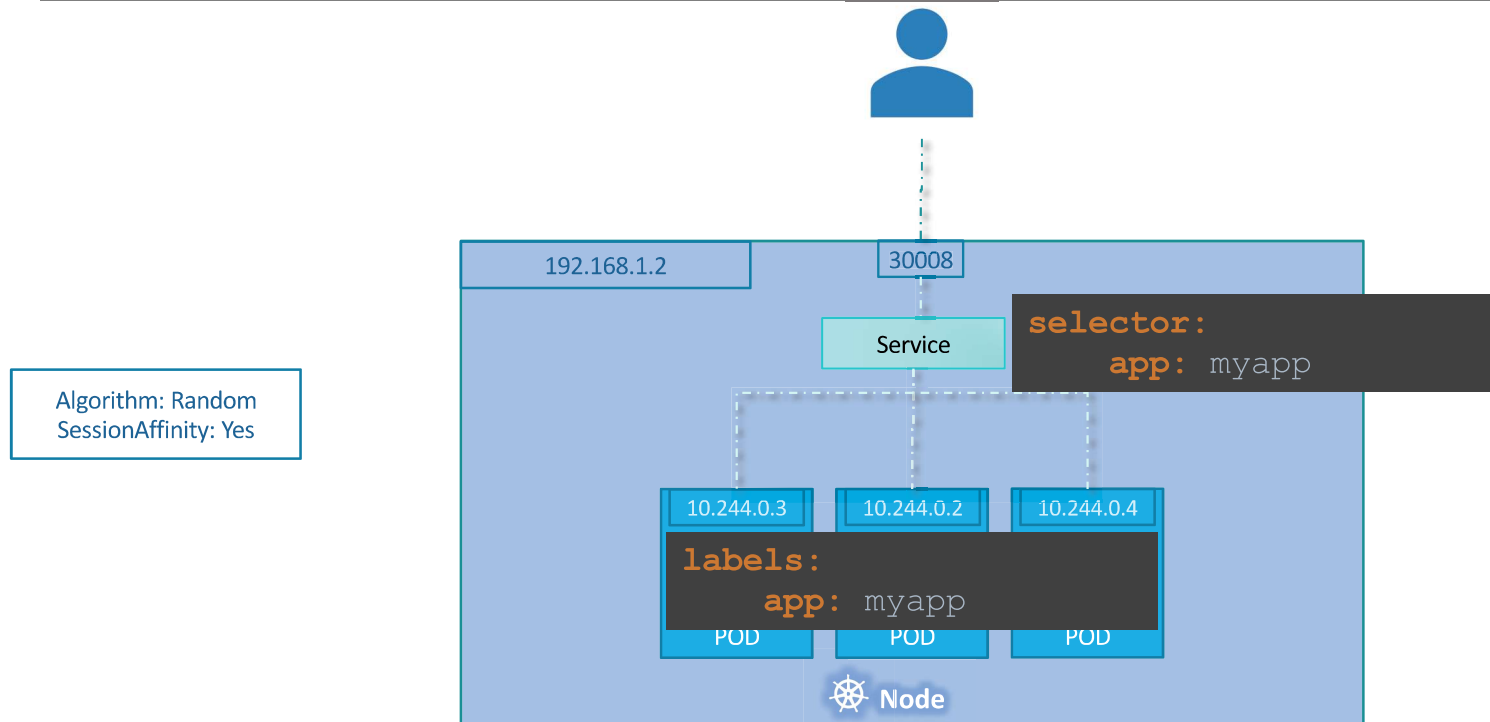 192.168.1.2
30008
Service
selector:
app: myapp
Algorithm: Random
SessionAffinity: Yes
10.244.0.3
10.244.0.2
10.244.0.4
labels:
app: myapp
POD
POD
POD
Node